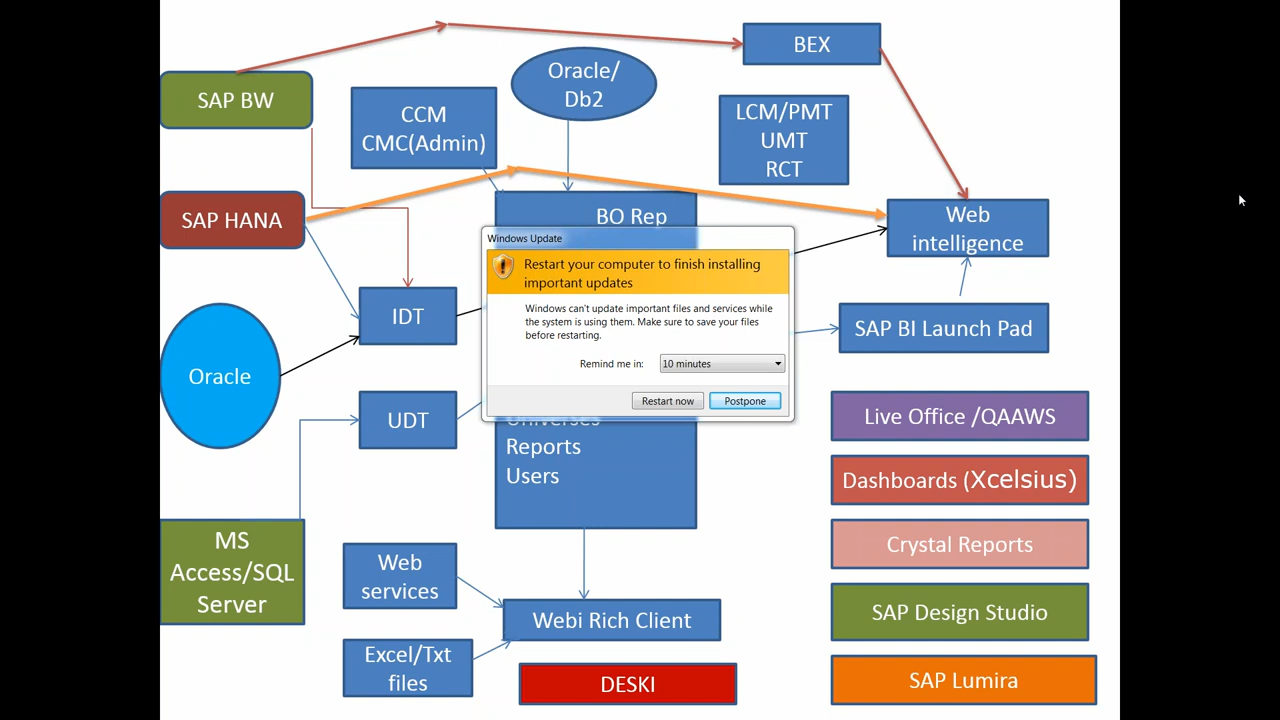 BEX
SAP BW
Oracle/
Db2
CCM
CMC(Admin)
LCM/PMT
UMT
RCT
SAP HANA
BO Rep
Web
intelligence
Windows Update
Restart your computer to finish installing
important updates
Windows can't update important files and services while
the system is using them. Make sure to save your files
before restarting.
Remind me in:
10 minutes
Restart now
Postpone
IDT
SAP BI Launch Pad
Oracle
UDT
Universes
Reports
Users
Live Office /QAAWS
Dashboards (Xcelsius)
Crystal Reports
MS
Access/SQL
Server
Web
services
SAP Design Studio
Webi Rich Client
Excel/Txt
files
DESKI
SAP Lumira